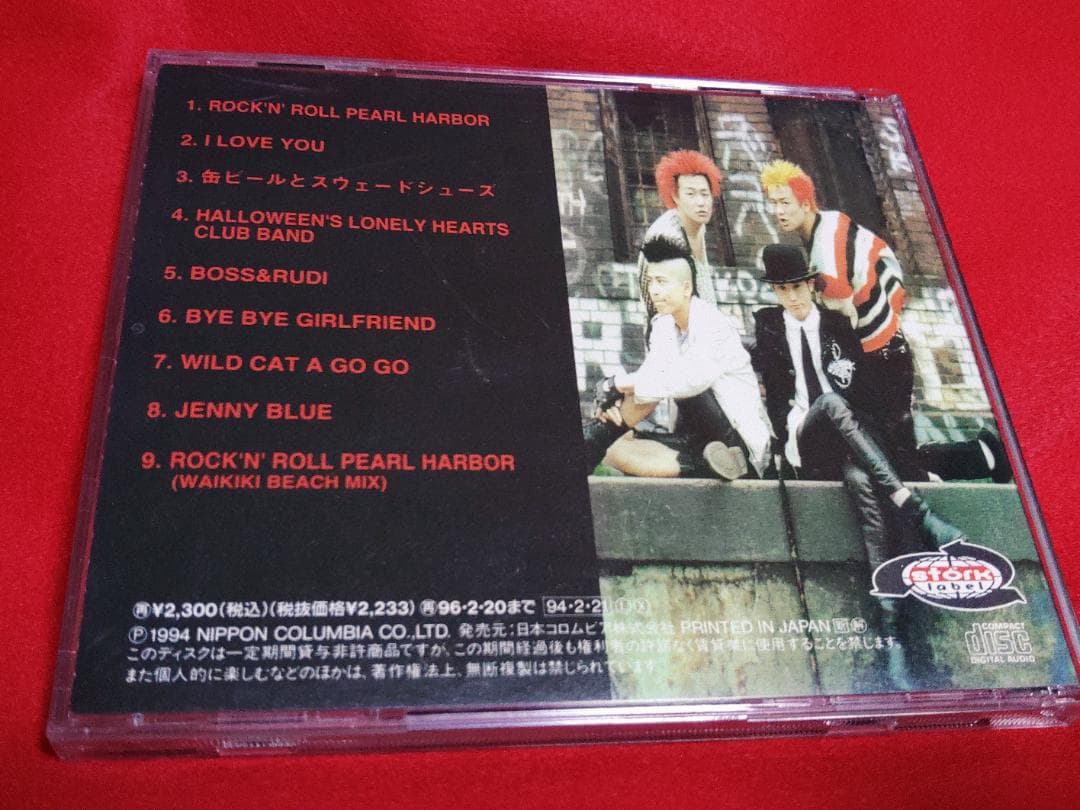 1. ROCK'N' ROLL PEARL HARBOR
2. I LOVE YOU
3. 缶ビールとスウェードシューズ
4. HALLOWEEN'S LONELY HEARTS
CLUB BAND
5. BOSS&RUDI
6. BYE BYE GIRLFRIEND
7. WILD CAT A GO GO
8. JENNY BLUE
9. ROCK'N' ROLL PEARL HARBOR
(WAIKIKI BEACH MIX)
stork
label
㊢¥2,300(税込)(税抜価格¥2,233) 96・2・20まで 94・2・21
Ⓟ 1994 NIPPON COLUMBIA CO.,LTD. 発売元:日本コロムビア株式会社 PRINTED IN JAPAN
このディスクは一定期間貸与非許商品ですが、この期間経過後も権利者の許諾なく賃貸業に使用することを禁じます。
また個人的に楽しむなどのほかは、著作権法上、無断複製は禁じられています。
COMPACT
disc
DIGITAL AUDIO